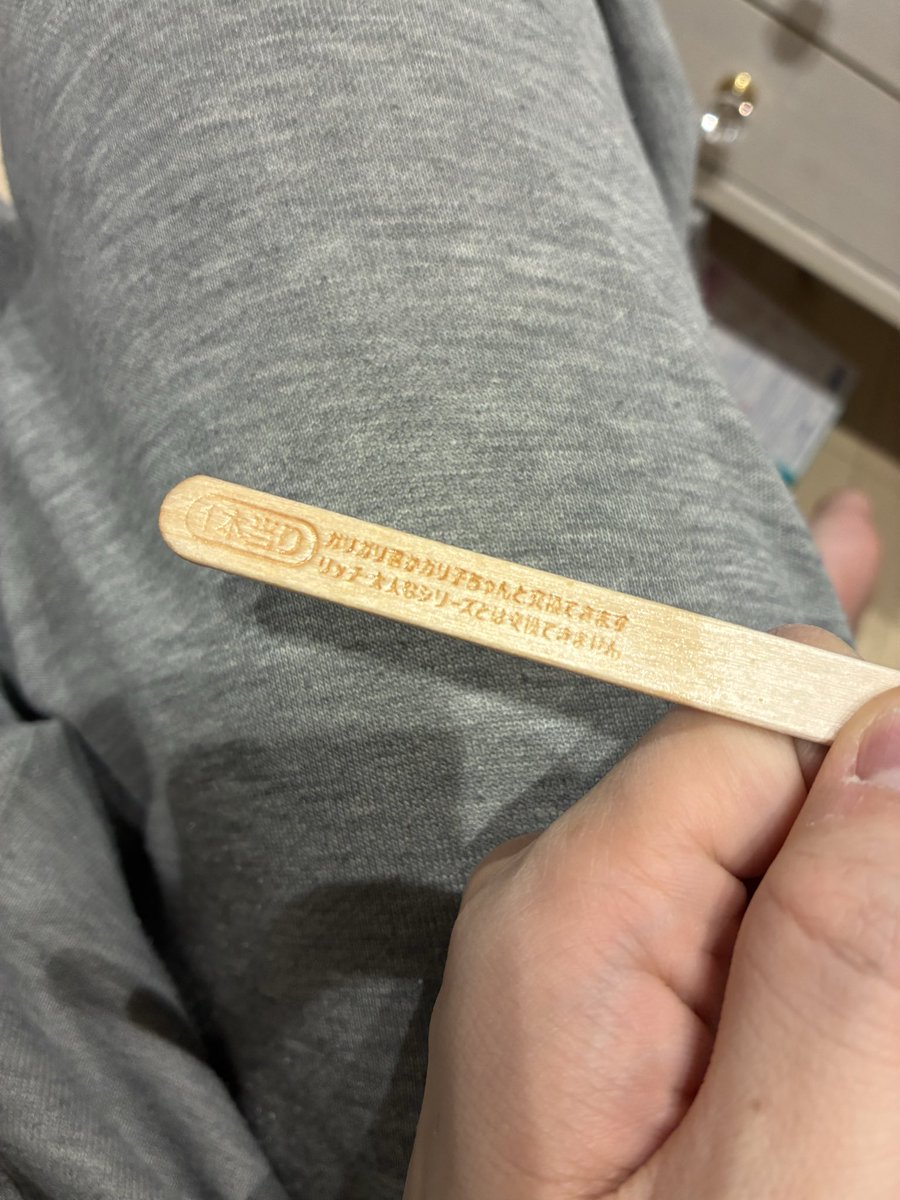 1本当り
ガリガリ君かガリ子ちゃんと交換できます
リッチ・大人なシリーズとは交換できません